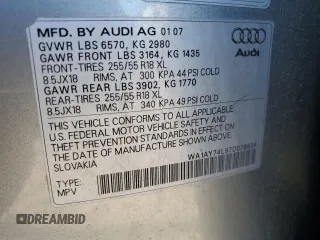 MFD. BY AUDI AG 01 07
GVWR LBS 6570, KG 2980
GAWR FRONT LBS 3164, KG 1435
FRONT-TIRES 255/55 R18 XL
8.5JX18 RIMS, AT 300 KPA 44 PSI COLD
GAWR REAR LBS 3902, KG 1770
REAR-TIRES 255/55 R18 XL
8.5JX18 RIMS, AT 340 KPA 49 PSI COLD
THIS VEHICLE CONFORMS TO ALL APPLICABLE
U.S. FEDERAL MOTOR VEHICLE SAFETY AND
THEFT PREVENTION STANDARDS IN EFFECT ON
THE DATE OF MANUFACTURE SHOWN ABOVE.
SLOVAKIA
TYPE:
MPV
Audi
DREAMBID